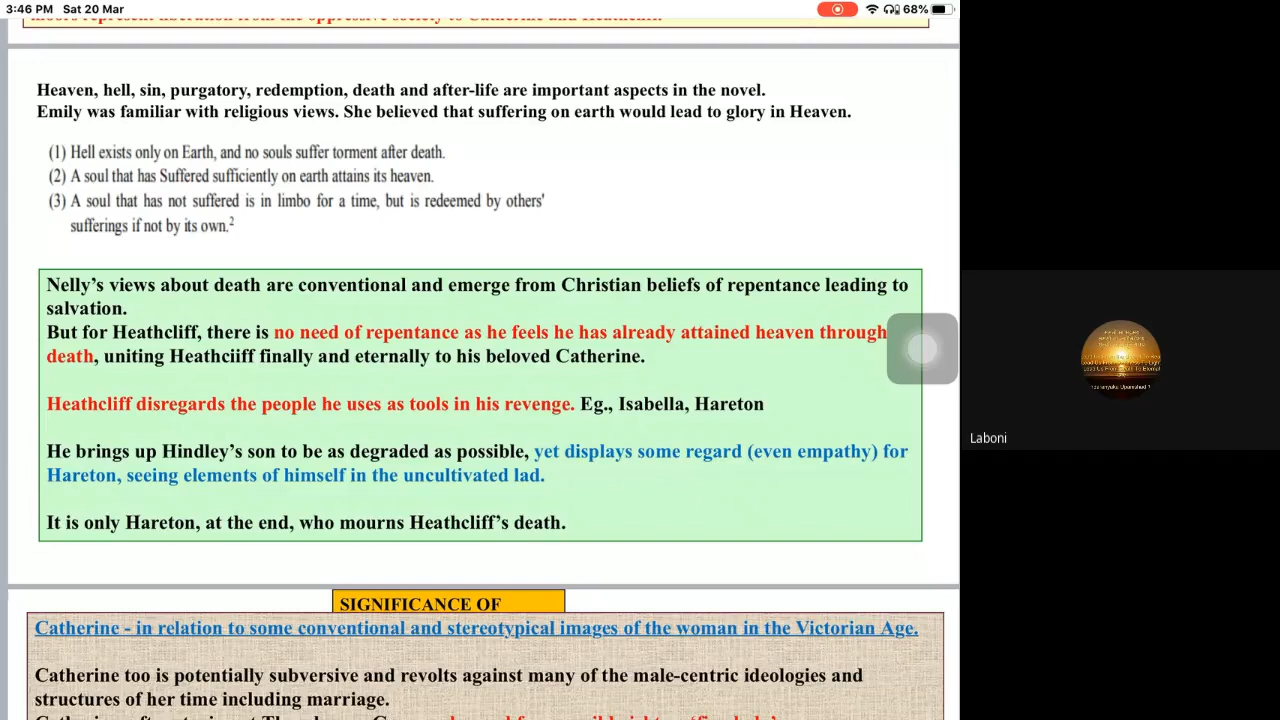 3:46 PM Sat 20 Mar
68%
Heaven, hell, sin, purgatory, redemption, death and after-life are important aspects in the novel.
Emily was familiar with religious views. She believed that suffering on earth would lead to glory in Heaven.
(1) Hell exists only on Earth, and no souls suffer torment after death.
(2) A soul that has Suffered sufficiently on earth attains its heaven.
(3) A soul that has not suffered is in limbo for a time, but is redeemed by others'
sufferings if not by its own.2
Nelly’s views about death are conventional and emerge from Christian beliefs of repentance leading to
salvation.
But for Heathcliff, there is no need of repentance as he feels he has already attained heaven through
death, uniting Heathciiff finally and eternally to his beloved Catherine.
Heathcliff disregards the people he uses as tools in his revenge. Eg., Isabella, Hareton
He brings up Hindley’s son to be as degraded as possible, yet displays some regard (even empathy) for
Hareton, seeing elements of himself in the uncultivated lad.
It is only Hareton, at the end, who mourns Heathcliff’s death.
SIGNIFICANCE OF
Catherine - in relation to some conventional and stereotypical images of the woman in the Victorian Age.
Catherine too is potentially subversive and revolts against many of the male-centric ideologies and
structures of her time including marriage.
Laboni